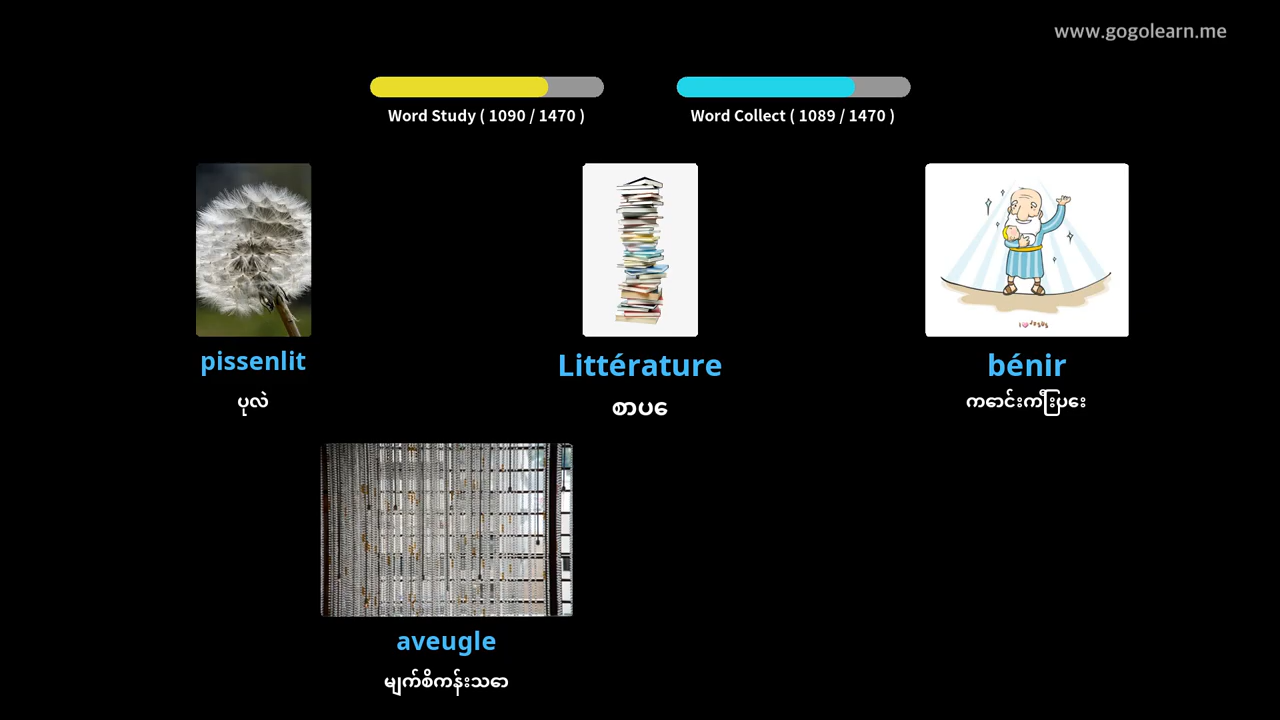 www.gogolearn.me
Word Study ( 1090 / 1470 )
Word Collect ( 1089 / 1470 )
pissenlit
Littérature
bénir
ပုလဲ
စာပေ
ကောင်းကြီးပေး
aveugle
မျက်စိကန်းသော